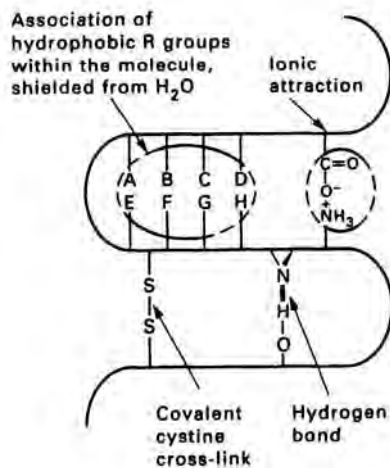 Association of
hydrophobic R groups
within the molecule,
shielded from H₂O
Ionic
attraction
A B C D
E F G H
C=O
O⁻
⁺NH₃
S
S
N
H
O
Covalent
cystine
cross-link
Hydrogen
bond